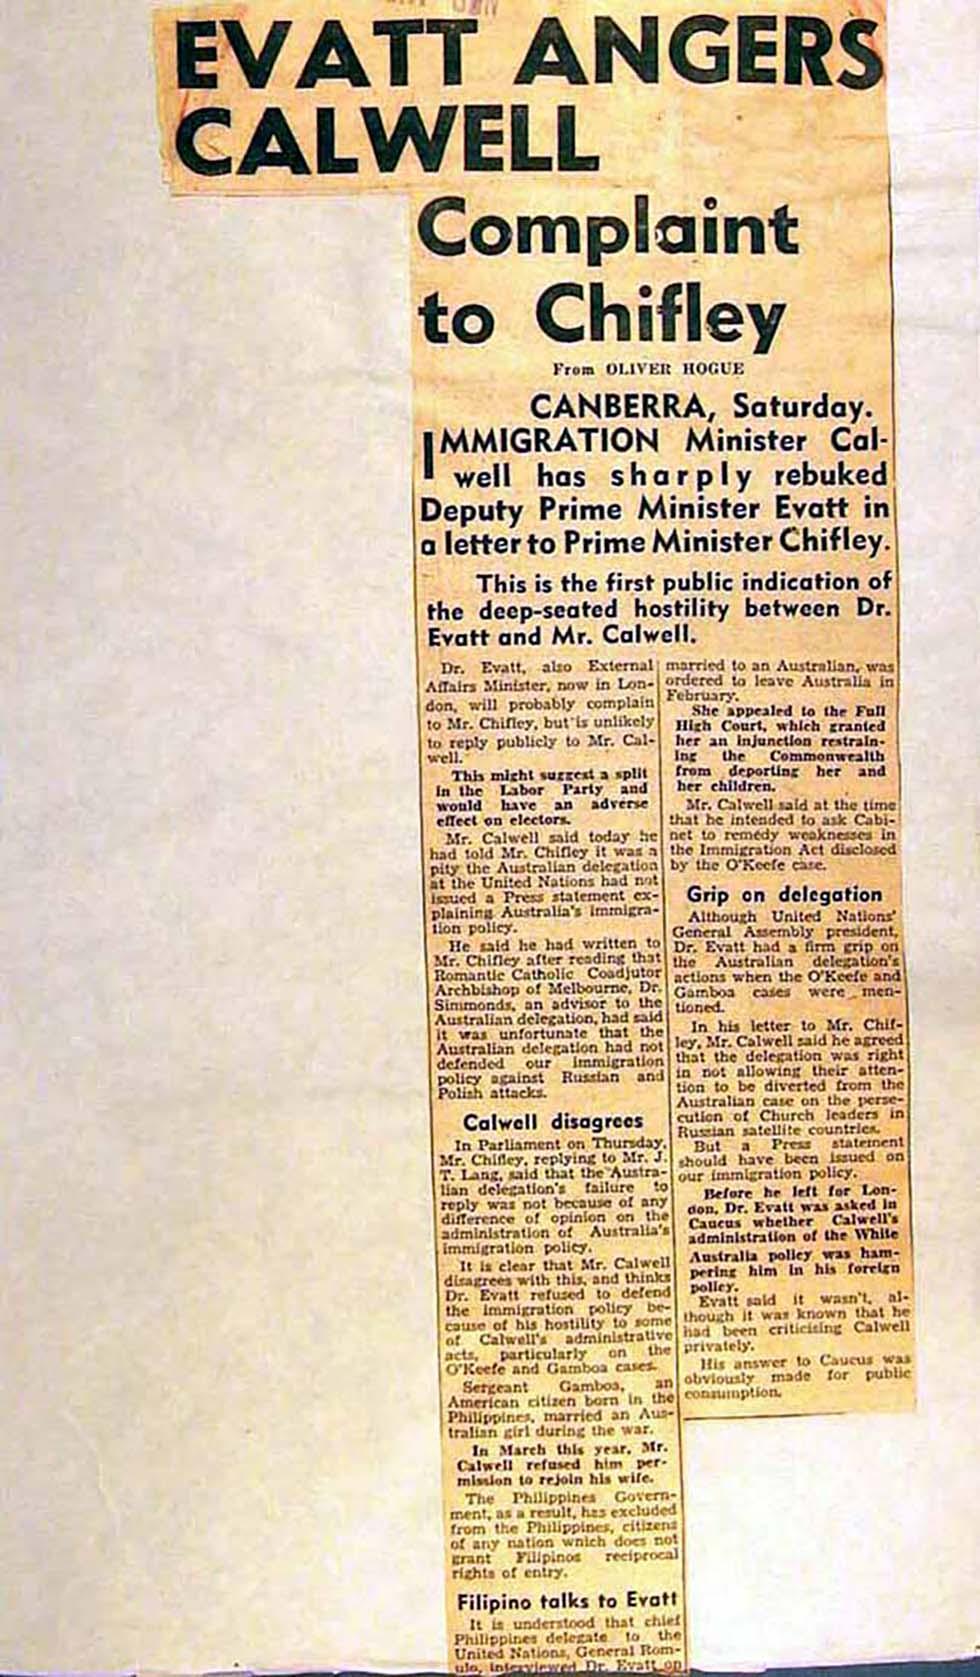 EVATT ANGERS
CALWELL
Complaint
to Chifley
From OLIVER HOGUE
CANBERRA, Saturday.
IMMIGRATION Minister Cal-
well has sharply rebuked
Deputy Prime Minister Evatt in
a letter to Prime Minister Chifley.
This is the first public indication of
the deep-seated hostility between Dr.
Evatt and Mr. Calwell.
Dr. Evatt, also External
Affairs Minister, now in Lon-
don, will probably complain
to Mr. Chifley, but is unlikely
to reply publicly to Mr. Cal-
well.
This might suggest a split
in the Labor Party and
would have an adverse
effect on electors.
Mr. Calwell said today he
had told Mr. Chifley it was a
pity the Australian delegation
at the United Nations had not
issued a Press statement ex-
plaining Australia's immigra-
tion policy.
He said he had written to
Mr. Chifley after reading that
Romantic Catholic Coadjutor
Archbishop of Melbourne, Dr.
Simmonds, an advisor to the
Australian delegation, had said
it was unfortunate that the
Australian delegation had not
defended our immigration
policy against Russian and
Polish attacks.
Calwell disagrees
In Parliament on Thursday,
Mr. Chifley, replying to Mr. J.
T. Lang, said that the Austra-
lian delegation's failure to
reply was not because of any
difference of opinion on the
administration of Australia's
immigration policy.
It is clear that Mr. Calwell
disagrees with this, and thinks
Dr. Evatt refused to defend
the immigration policy be-
cause of his hostility to some
of Calwell's administrative
acts, particularly on the
O'Keefe and Gamboa cases.
Sergeant Gamboa, an
American citizen born in the
Philippines, married an Aus-
tralian girl during the war.
In March this year, Mr.
Calwell refused him per-
mission to rejoin his wife.
The Philippines Govern-
ment, as a result, has excluded
from the Philippines, citizens
of any nation which does not
grant Filipinos reciprocal
rights of entry.
Filipino talks to Evatt
It is understood that chief
Philippines delegate to the
United Nations, General Rom-
ulo, interviewed Dr. Evatt on
married to an Australian, was
ordered to leave Australia in
February.
She appealed to the Full
High Court, which granted
her an injunction restrain-
ing the Commonwealth
from deporting her and
her children.
Mr. Calwell said at the time
that he intended to ask Cabi-
net to remedy weaknesses in
the Immigration Act disclosed
by the O'Keefe case.
Grip on delegation
Although United Nations'
General Assembly president,
Dr. Evatt had a firm grip on
the Australian delegation's
actions when the O'Keefe and
Gamboa cases were men-
tioned.
In his letter to Mr. Chif-
ley, Mr. Calwell said he agreed
that the delegation was right
in not allowing their atten-
tion to be diverted from the
Australian case on the perse-
cution of Church leaders in
Russian satellite countries.
But a Press statement
should have been issued on
our immigration policy.
Before he left for Lon-
don, Dr. Evatt was asked in
Caucus whether Calwell's
administration of the White
Australia policy was ham-
pering him in his foreign
policy.
Evatt said it wasn't, al-
though it was known that he
had been criticising Calwell
privately.
His answer to Caucus was
obviously made for public
consumption.